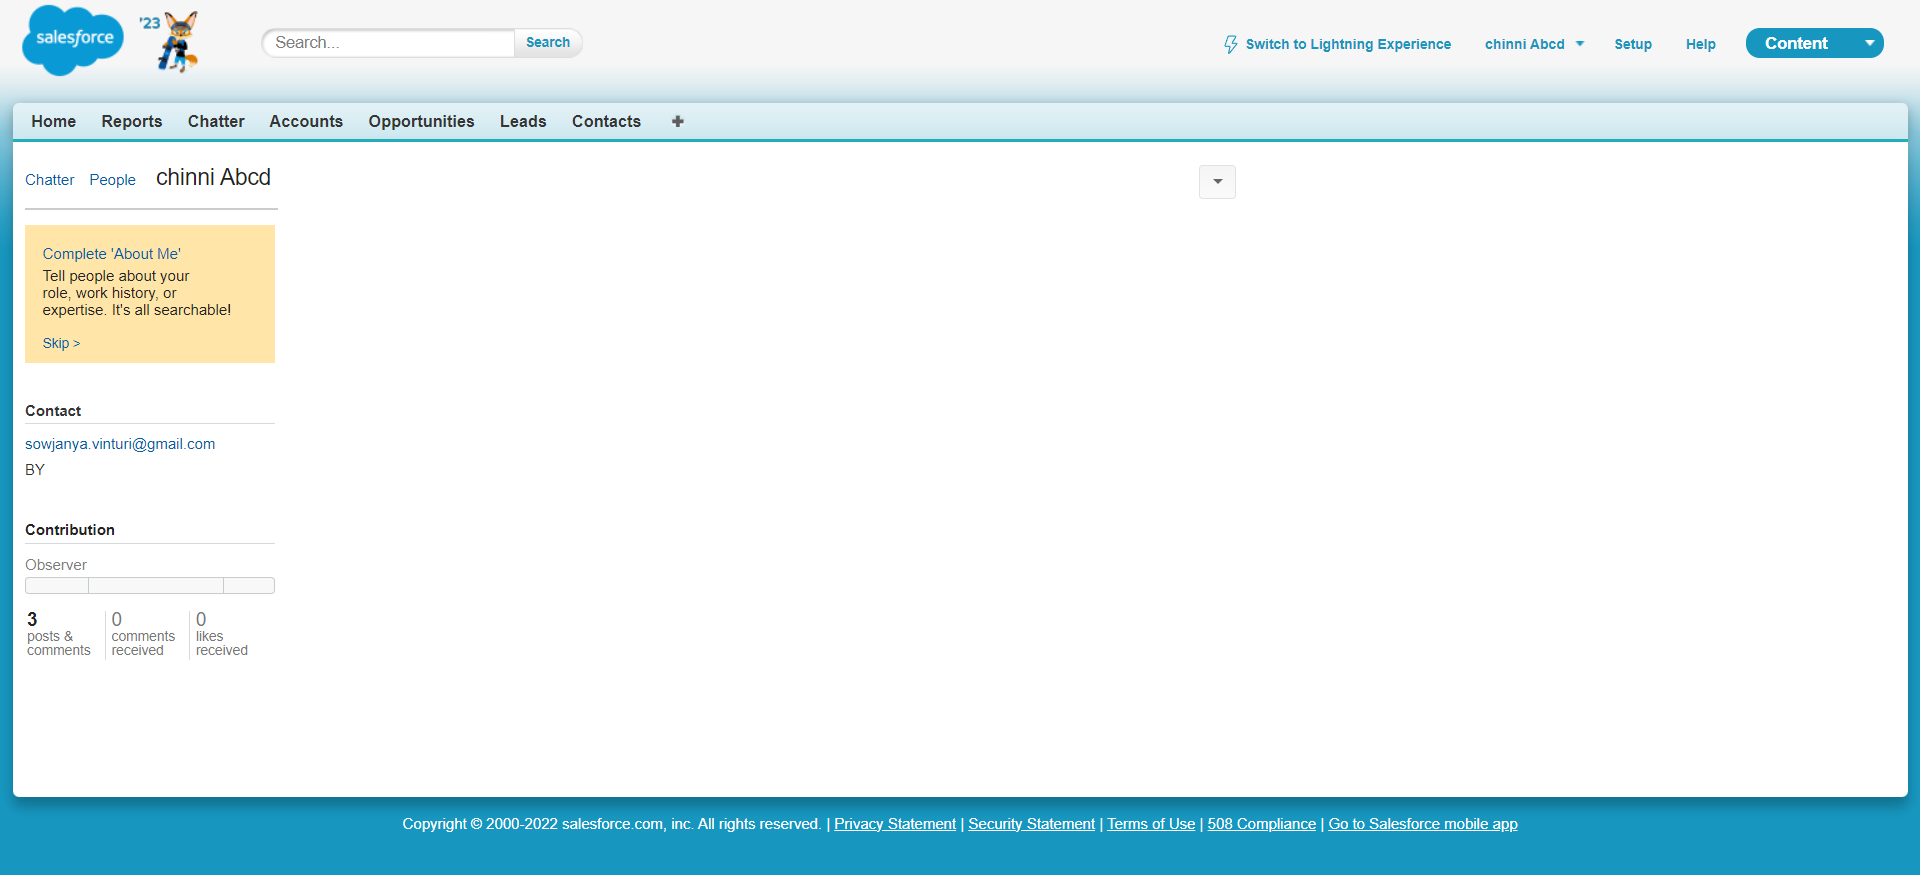 salesforce
'23
Search...
Search
Switch to Lightning Experience
chinni Abcd
Setup
Help
Content
Home
Reports
Chatter
Accounts
Opportunities
Leads
Contacts
Chatter
People
chinni Abcd
Complete 'About Me'
Tell people about your
role, work history, or
expertise. It's all searchable!
Skip >
Contact
sowjanya.vinturi@gmail.com
BY
Contribution
Observer
3
posts &
comments
0
comments
received
0
likes
received
Copyright © 2000-2022 salesforce.com, inc. All rights reserved. | Privacy Statement | Security Statement | Terms of Use | 508 Compliance | Go to Salesforce mobile app